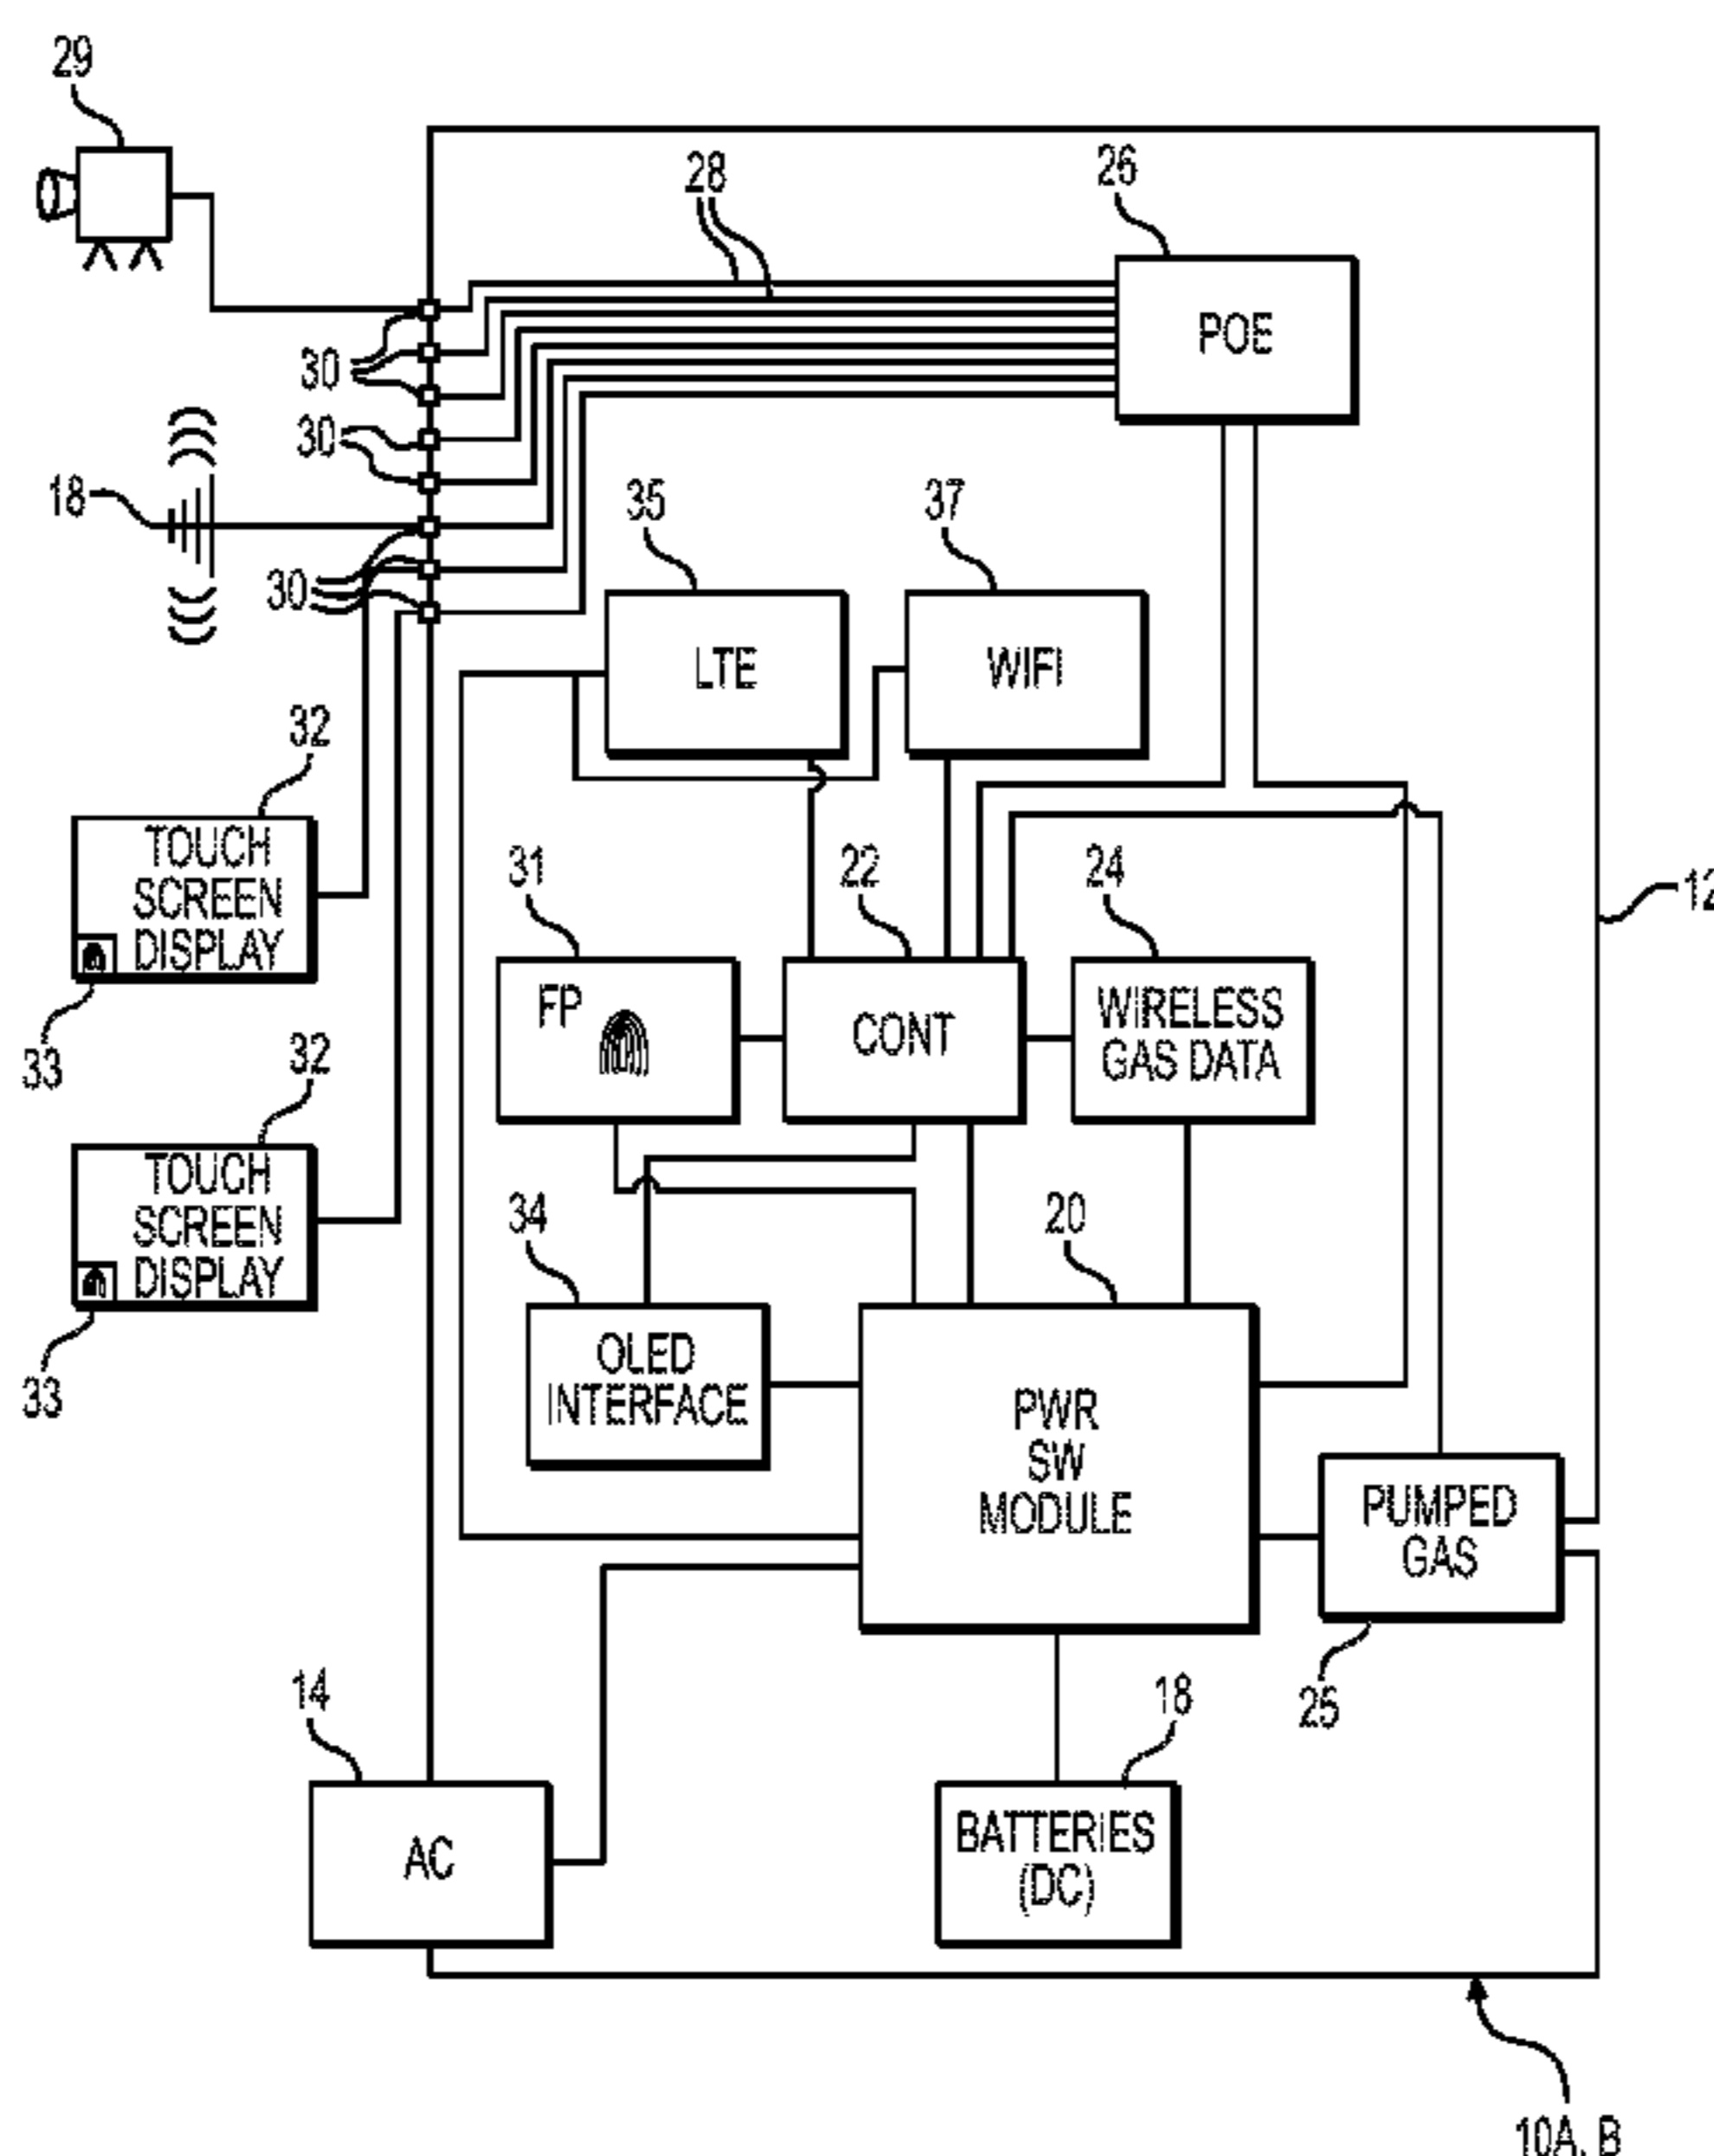 29
28
26
POE
30
30
18
30
35
37
LTE
WIFI
32
TOUCH
SCREEN
DISPLAY
33
31
22
24
12
FP
CONT
WIRELESS
GAS DATA
32
TOUCH
SCREEN
DISPLAY
33
34
20
OLED
INTERFACE
PWR
SW
MODULE
PUMPED
GAS
25
14
18
AC
BATTERIES
(DC)
10A, B